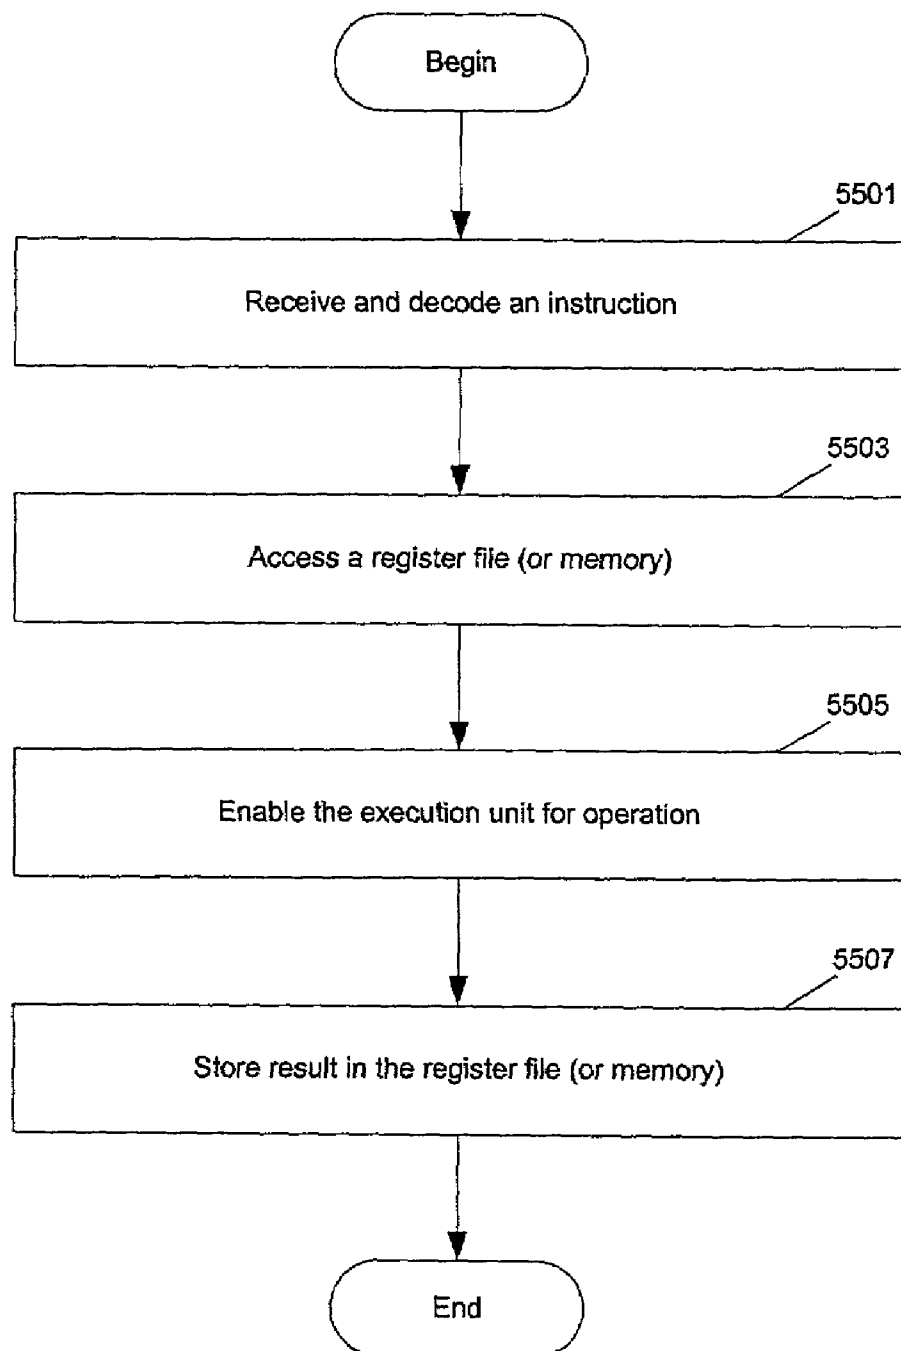 Begin
5501
Receive and decode an instruction
5503
Access a register file (or memory)
5505
Enable the execution unit for operation
5507
Store result in the register file (or memory)
End